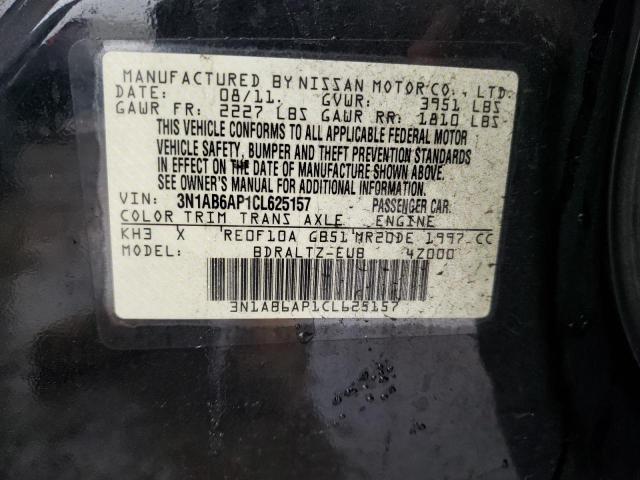 MANUFACTURED BY NISSAN MOTOR CO., LTD.
DATE: 08/11. GVWR: 3951 LBS
GAWR FR: 2227 LBS GAWR RR: 1810 LBS
THIS VEHICLE CONFORMS TO ALL APPLICABLE FEDERAL MOTOR
VEHICLE SAFETY, BUMPER AND THEFT PREVENTION STANDARDS
IN EFFECT ON THE DATE OF MANUFACTURE SHOWN ABOVE.
SEE OWNER'S MANUAL FOR ADDITIONAL INFORMATION.
VIN: 3N1AB6AP1CL625157 PASSENGER CAR.
COLOR TRIM TRANS AXLE ENGINE
KH3 X RE0F10A GB51 MR20DE 1997 CC
MODEL: BDRALTZ-EUB 4Z000
3N1AB6AP1CL625157